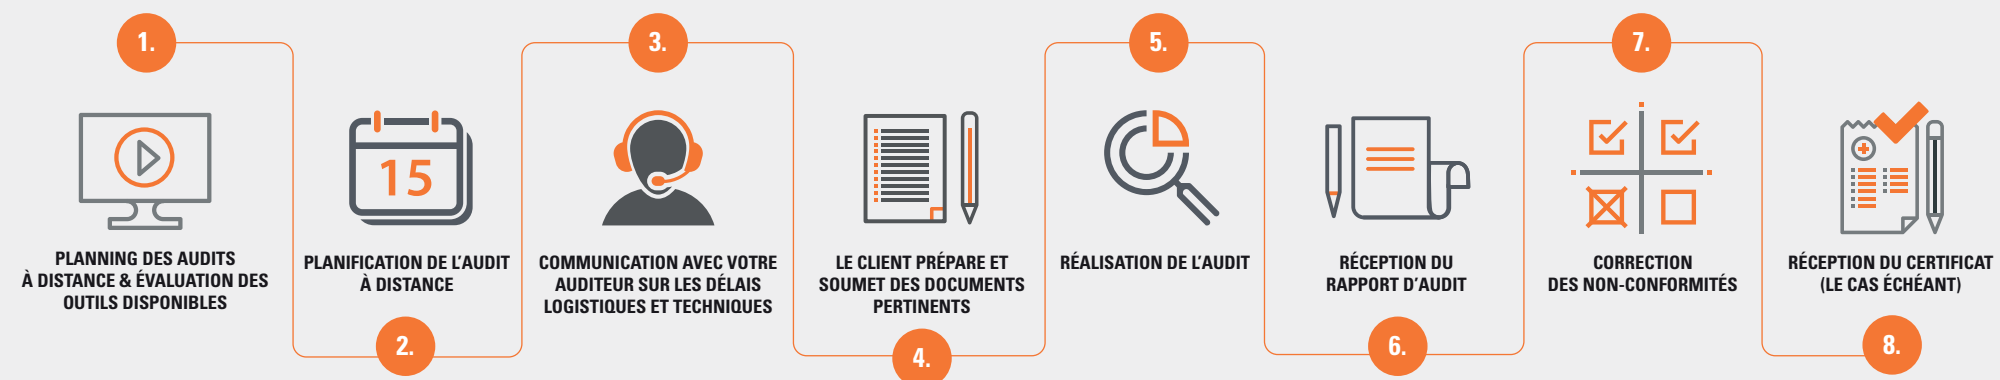 1.
PLANNING DES AUDITS
À DISTANCE & ÉVALUATION DES
OUTILS DISPONIBLES
15
PLANIFICATION DE L'AUDIT
À DISTANCE
2.
3.
COMMUNICATION AVEC VOTRE
AUDITEUR SUR LES DÉLAIS
LOGISTIQUES ET TECHNIQUES
LE CLIENT PRÉPARE ET
SOUMET DES DOCUMENTS
PERTINENTS
4.
5.
RÉALISATION DE L'AUDIT
RÉCEPTION DU
RAPPORT D'AUDIT
6.
7.
CORRECTION
DES NON-CONFORMITÉS
RÉCEPTION DU CERTIFICAT
(LE CAS ÉCHÉANT)
8.